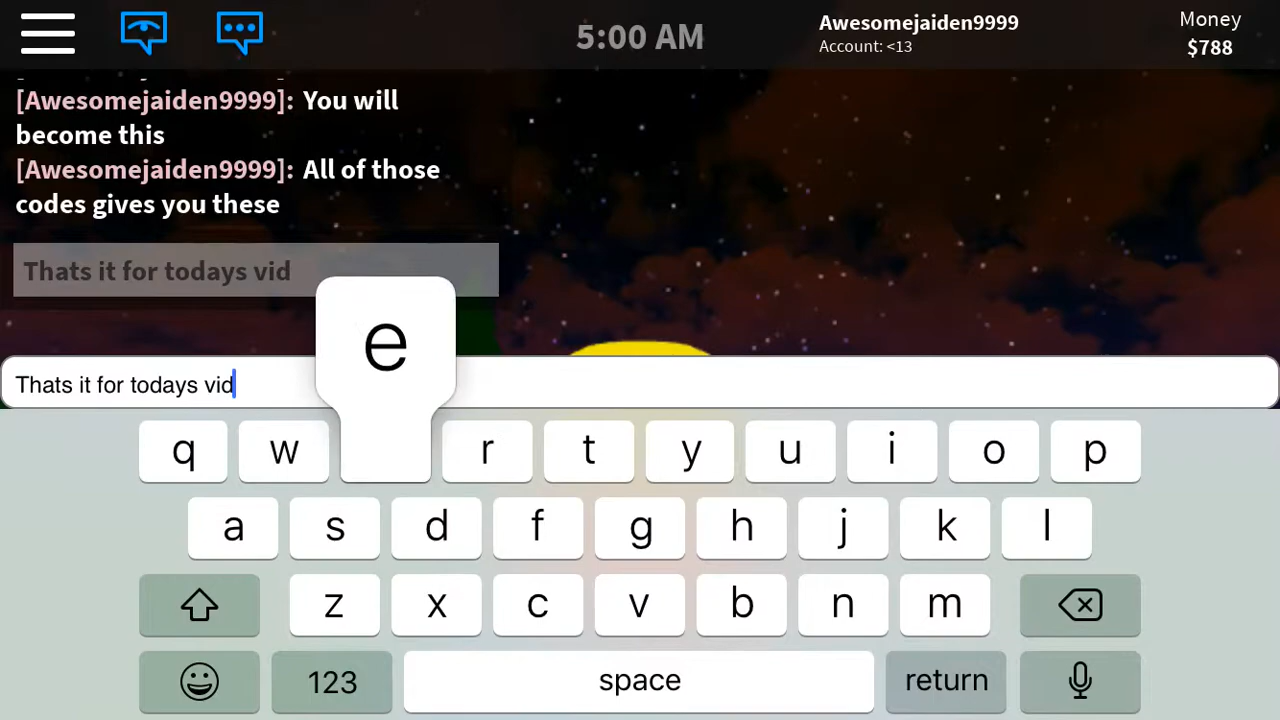 5:00 AM
Awesomejaiden9999
Account: <13
Money
$788
[Awesomejaiden9999]: You will
become this
[Awesomejaiden9999]: All of those
codes gives you these
Thats it for todays vid
e
Thats it for todays vid
q w r t y u i o p
a s d f g h j k l
z x c v b n m
123 space return